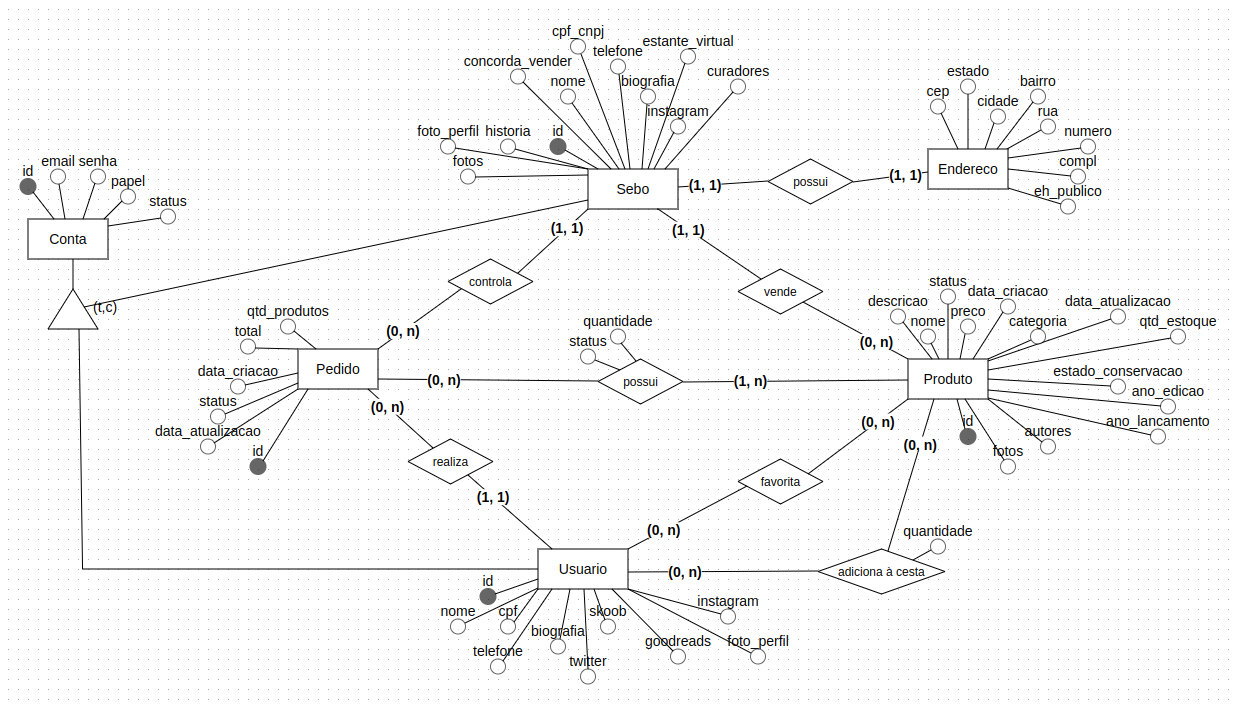 cpf_cnpj
estante_virtual
telefone
concorda_vender
curadores
nome
biografia
instagram
foto_perfil
historia
id
fotos
Sebo
(1, 1)
possui
(1, 1)
estado
cep
cidade
bairro
rua
numero
compl
eh_publico
Endereco
id
email
senha
papel
status
Conta
(t,c)
(1, 1)
controla
(0, n)
(1, 1)
vende
(0, n)
qtd_produtos
total
data_criacao
status
data_atualizacao
id
Pedido
quantidade
status
(0, n)
possui
(1, n)
status
data_criacao
descricao
preco
nome
categoria
data_atualizacao
qtd_estoque
estado_conservacao
ano_edicao
ano_lancamento
id
autores
fotos
Produto
(0, n)
realiza
(1, 1)
(0, n)
favorita
(0, n)
(0, n)
quantidade
adiciona à cesta
(0, n)
Usuario
id
nome
cpf
telefone
biografia
twitter
skoob
goodreads
instagram
foto_perfil